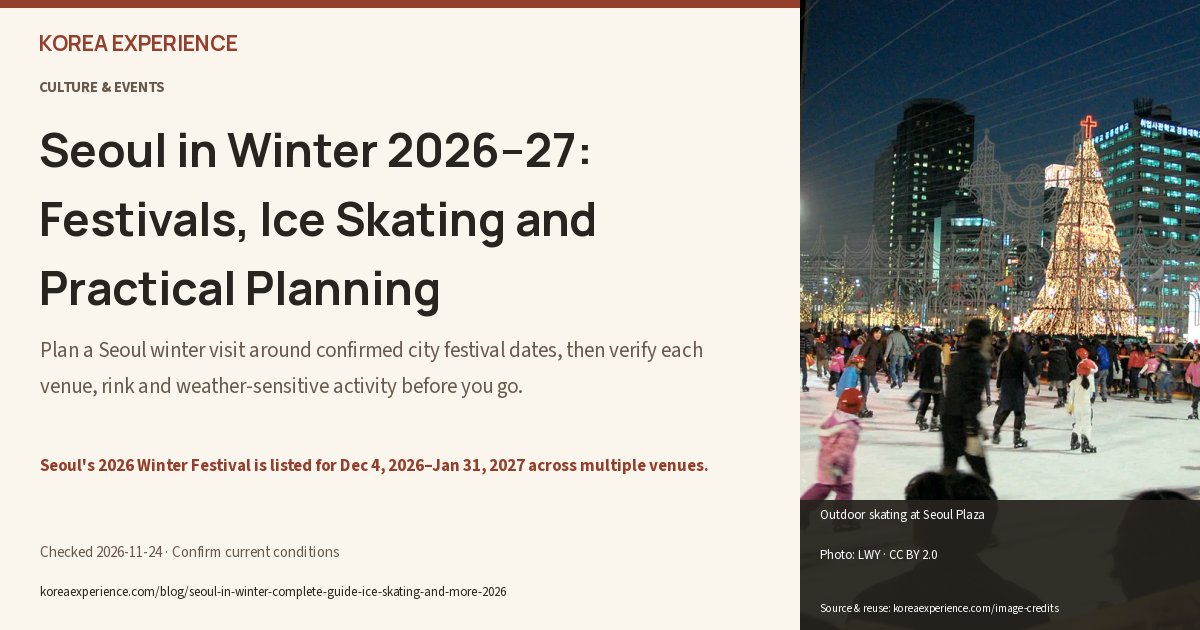 KOREA EXPERIENCE
CULTURE & EVENTS
Seoul in Winter 2026–27:
Festivals, Ice Skating and
Practical Planning
Plan a Seoul winter visit around confirmed city festival dates, then verify each
venue, rink and weather-sensitive activity before you go.
Seoul's 2026 Winter Festival is listed for Dec 4, 2026–Jan 31, 2027 across multiple venues.
Checked 2026-11-24 · Confirm current conditions
koreaexperience.com/blog/seoul-in-winter-complete-guide-ice-skating-and-more-2026
Outdoor skating at Seoul Plaza
Photo: LWY · CC BY 2.0
Source & reuse: koreaexperience.com/image-credits